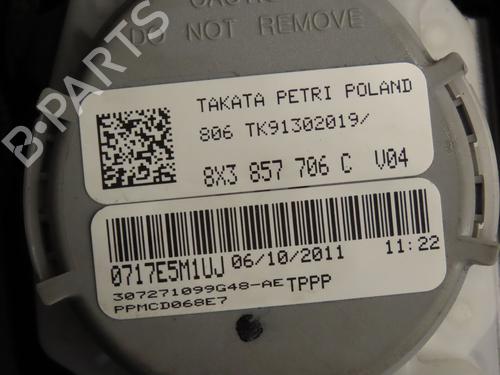 CAUTION
DO NOT REMOVE
TAKATA PETRI POLAND
806 TK91302019/
8X3 857 706 C V04
0717E5M1UJ 06/10/2011 11:22
307271099G48-AE TPPP
PPMCD068E7
B-PARTS